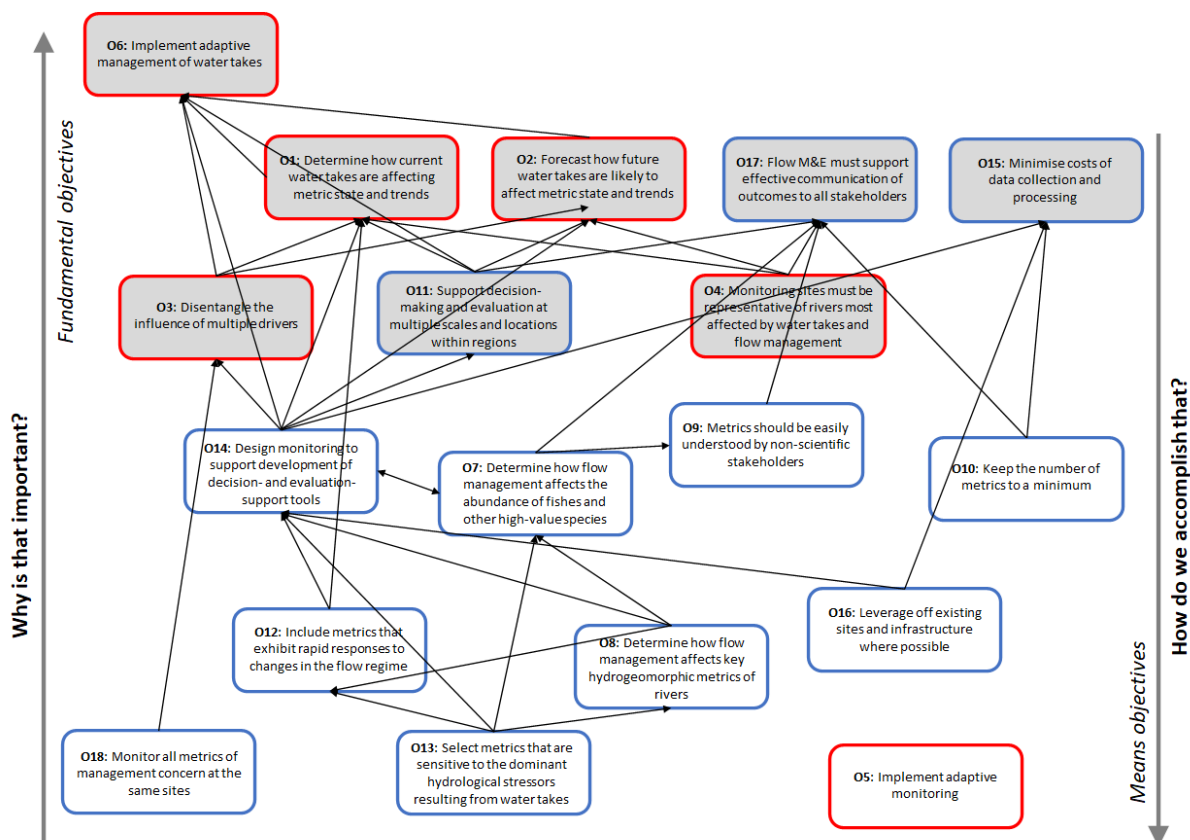 O6: Implement adaptive
management of water takes
Fundamental objectives
O1: Determine how current
water takes are affecting
metric state and trends
O2: Forecast how future
water takes are likely to
affect metric state and trends
O17: Flow M&E must support
effective communication of
outcomes to all stakeholders
O15: Minimise costs of
data collection and
processing
O3: Disentangle the
influence of multiple drivers
O11: Support decision-
making and evaluation at
multiple scales and locations
within regions
O4: Monitoring sites must be
representative of rivers most
affected by water takes and
flow management
Why is that important?
How do we accomplish that?
O14: Design monitoring to
support development of
decision- and evaluation-
support tools
O7: Determine how flow
management affects the
abundance of fishes and
other high-value species
O9: Metrics should be easily
understood by non-scientific
stakeholders
O10: Keep the number of
metrics to a minimum
O12: Include metrics that
exhibit rapid responses to
changes in the flow regime
O8: Determine how flow
management affects key
hydrogeomorphic metrics of
rivers
O16: Leverage off existing
sites and infrastructure
where possible
Means objectives
O18: Monitor all metrics of
management concern at the
same sites
O13: Select metrics that are
sensitive to the dominant
hydrological stressors
resulting from water takes
O5: Implement adaptive
monitoring